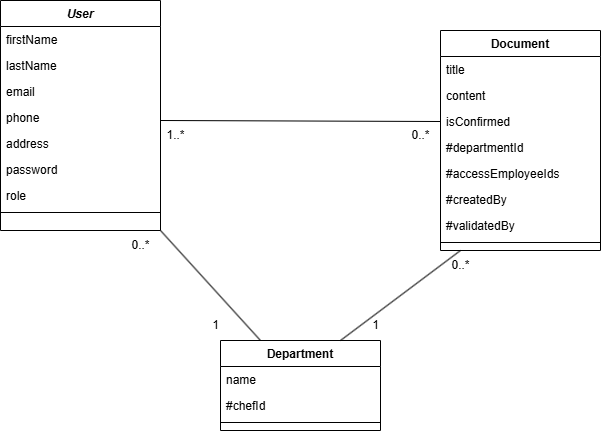 User
firstName
lastName
email
phone
address
password
role
Document
title
content
isConfirmed
#departmentId
#accessEmployeeIds
#createdBy
#validatedBy
1..*
0..*
0..*
0..*
1
1
Department
name
#chefId